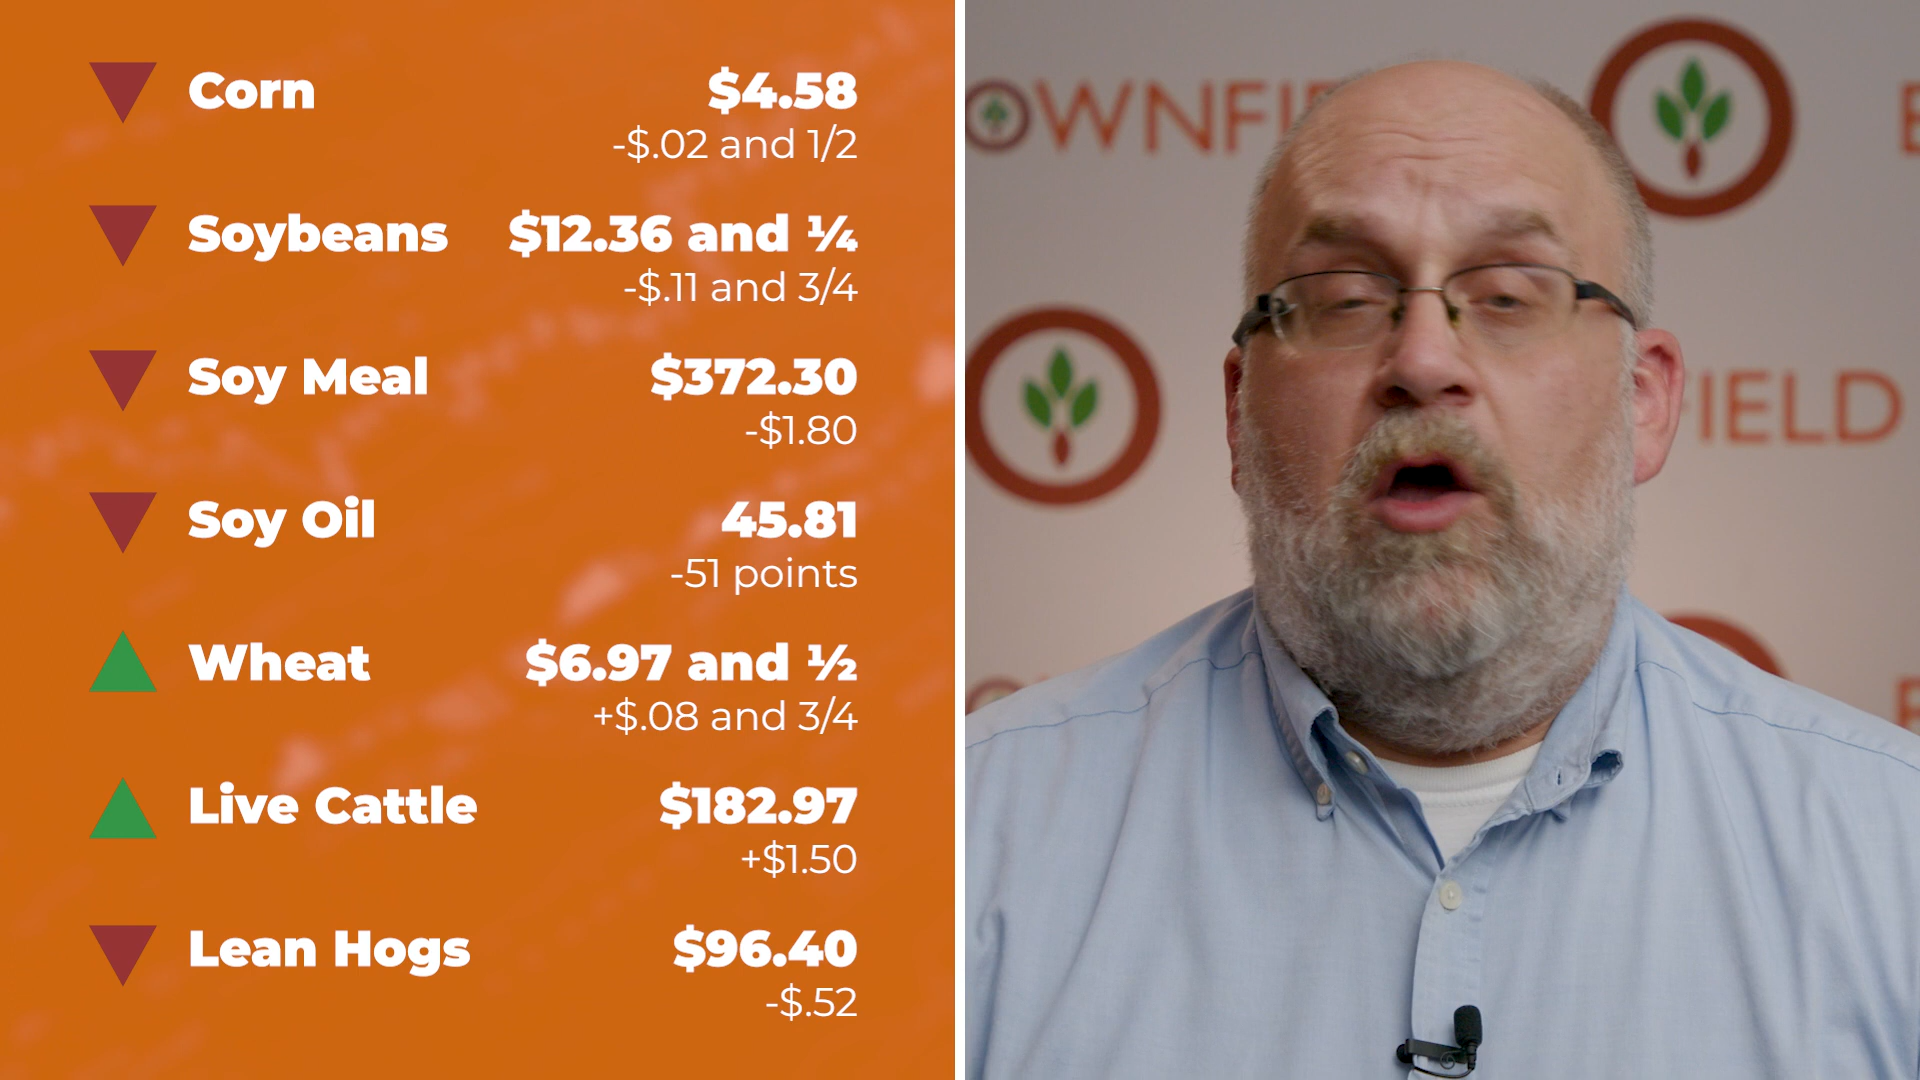 Corn $4.58
-$.02 and 1/2
Soybeans $12.36 and ¼
-$.11 and 3/4
Soy Meal $372.30
-$1.80
Soy Oil 45.81
-51 points
Wheat $6.97 and ½
+$.08 and 3/4
Live Cattle $182.97
+$1.50
Lean Hogs $96.40
-$.52
OWNFI
IELD